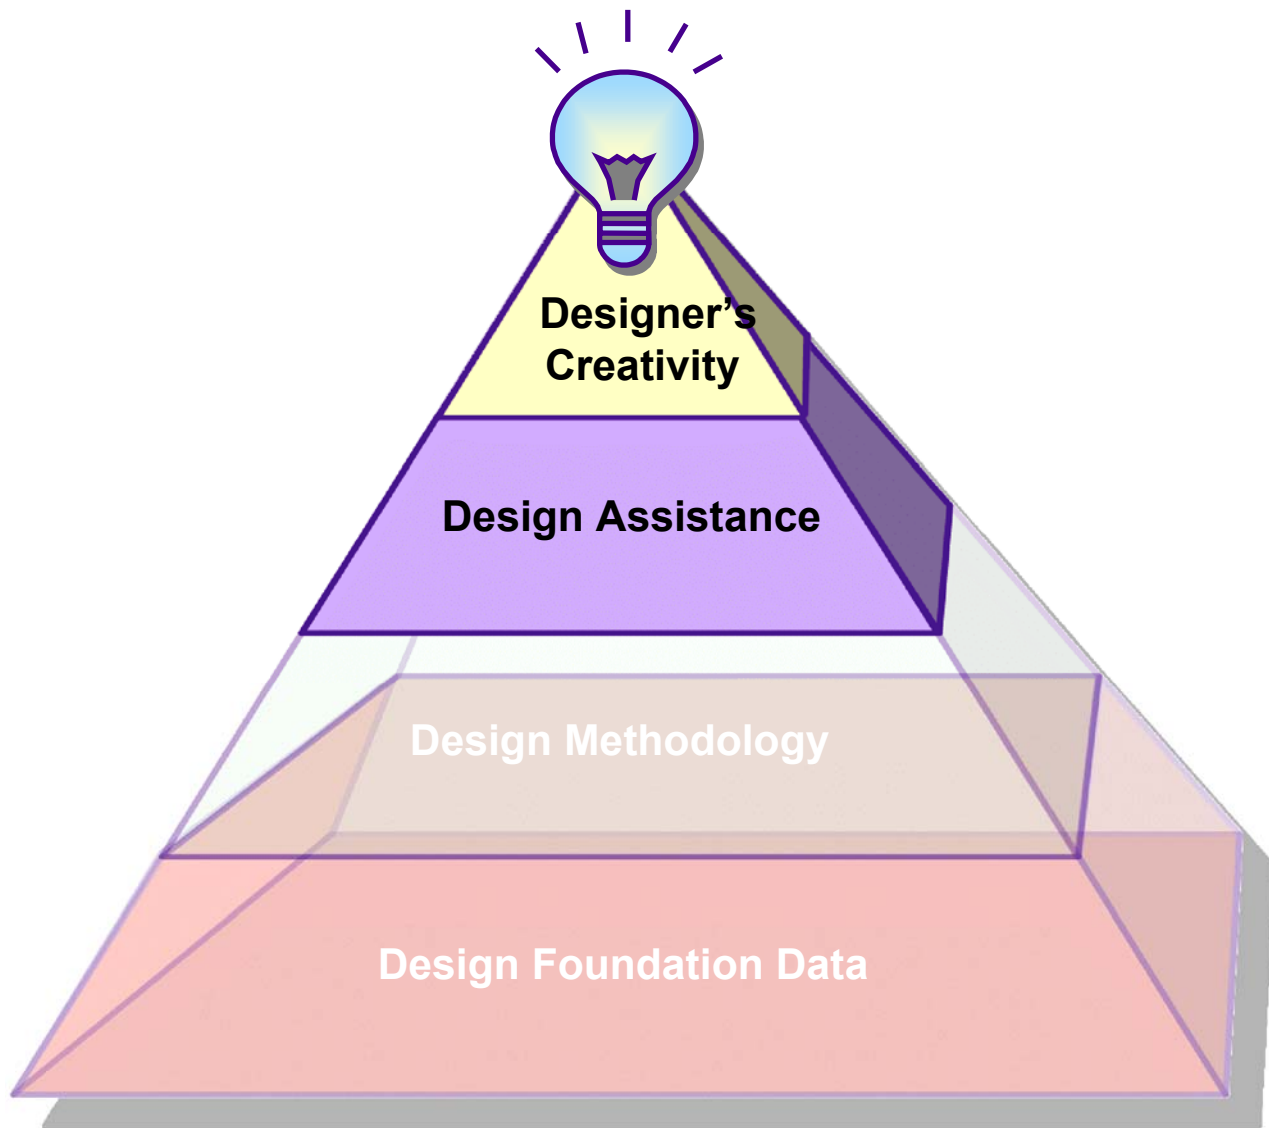 Designer’s
Creativity
Design Assistance
Design Methodology
Design Foundation Data